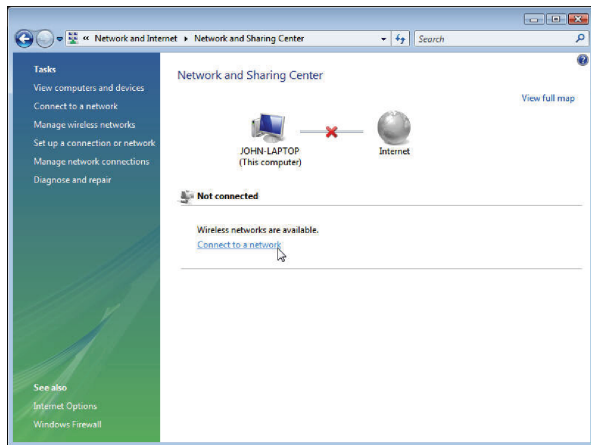 « Network and Internet ▸ Network and Sharing Center
Search
Tasks
View computers and devices
Connect to a network
Manage wireless networks
Set up a connection or network
Manage network connections
Diagnose and repair
See also
Internet Options
Windows Firewall
Network and Sharing Center
View full map
JOHN-LAPTOP
(This computer)
Internet
Not connected
Wireless networks are available.
Connect to a network